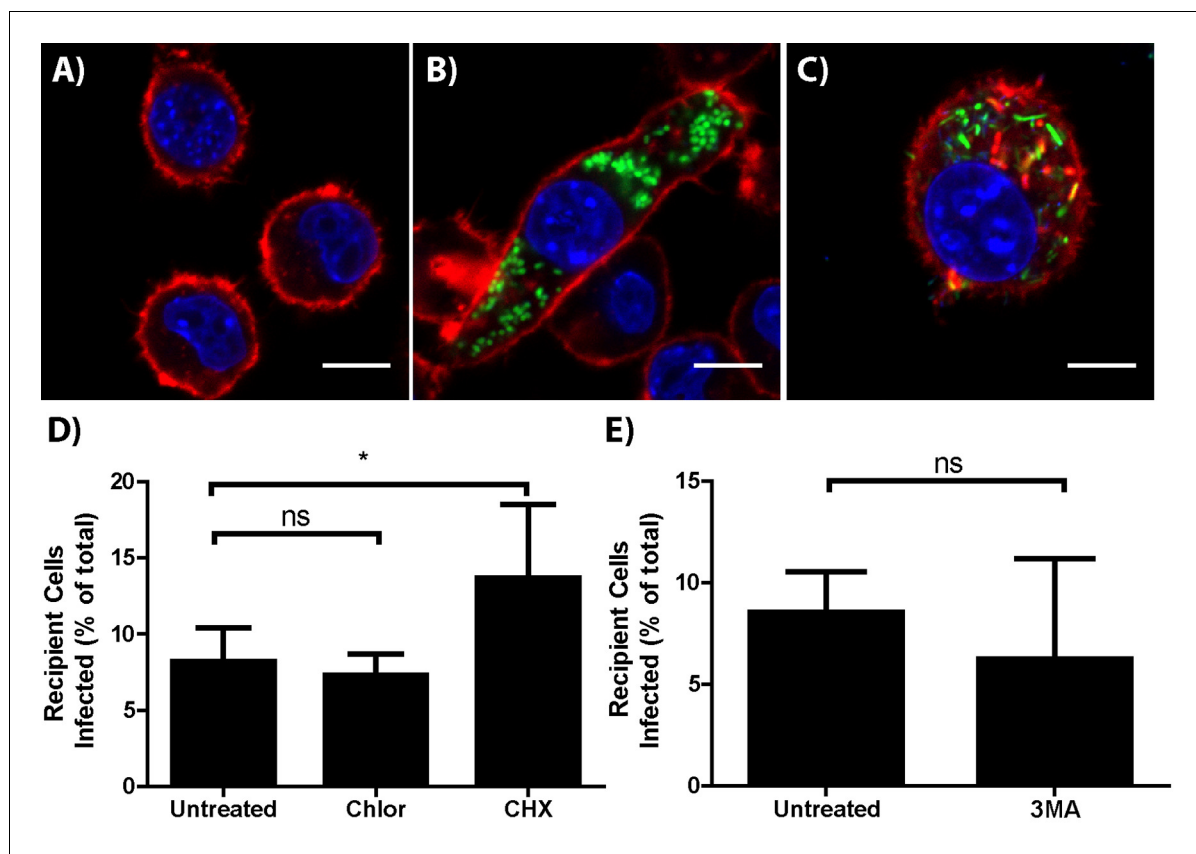 A)
B)
C)
D)
E)
*
ns
20
15
10
5
0
Recipient Cells
Infected (% of total)
Untreated Chlor CHX
ns
15
10
5
0
Recipient Cells
Infected (% of total)
Untreated 3MA